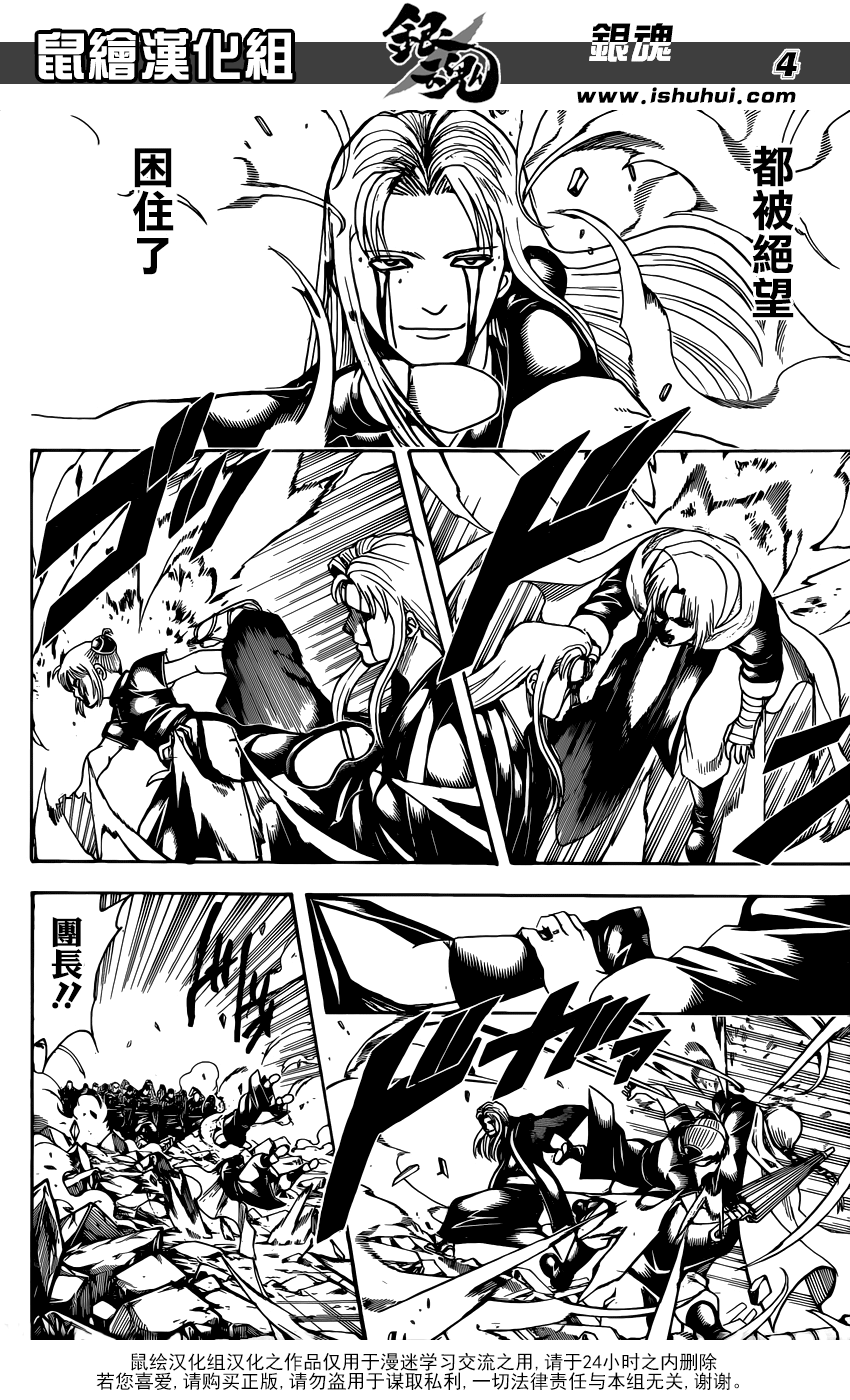 鼠繪漢化組
銀魂
銀魂
4
www.ishuhui.com
都被絕望
困住了
ドゴッ
ゴッ
團長!!
ドガガァ
鼠绘汉化组汉化之作品仅用于漫迷学习交流之用,请于24小时之内删除
若您喜爱,请购买正版,请勿盗用于谋取私利,一切法律责任与本组无关,谢谢。